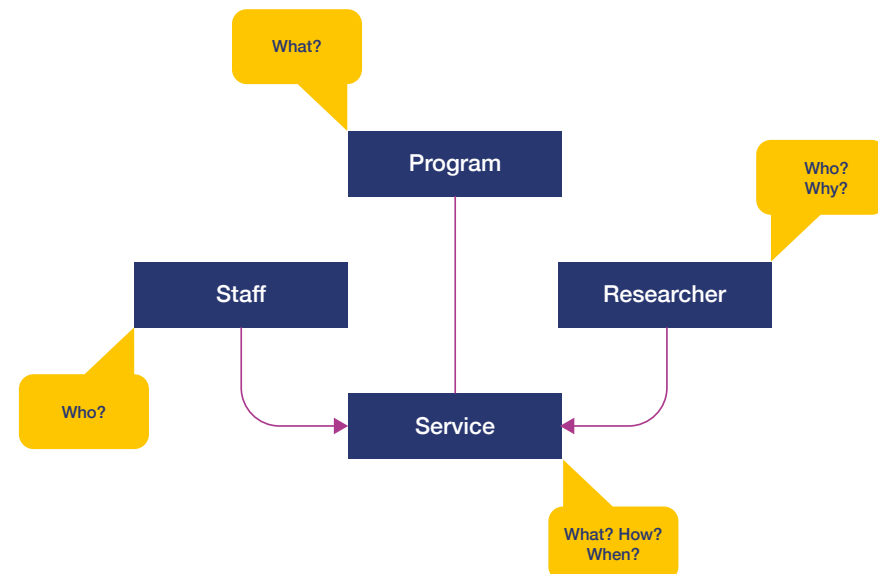 What?
Program
Who?
Why?
Staff
Researcher
Who?
Service
What? How?
When?